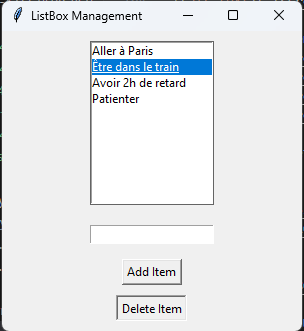 ListBox Management
Aller à Paris
Être dans le train
Avoir 2h de retard
Patienter
Add Item
Delete Item